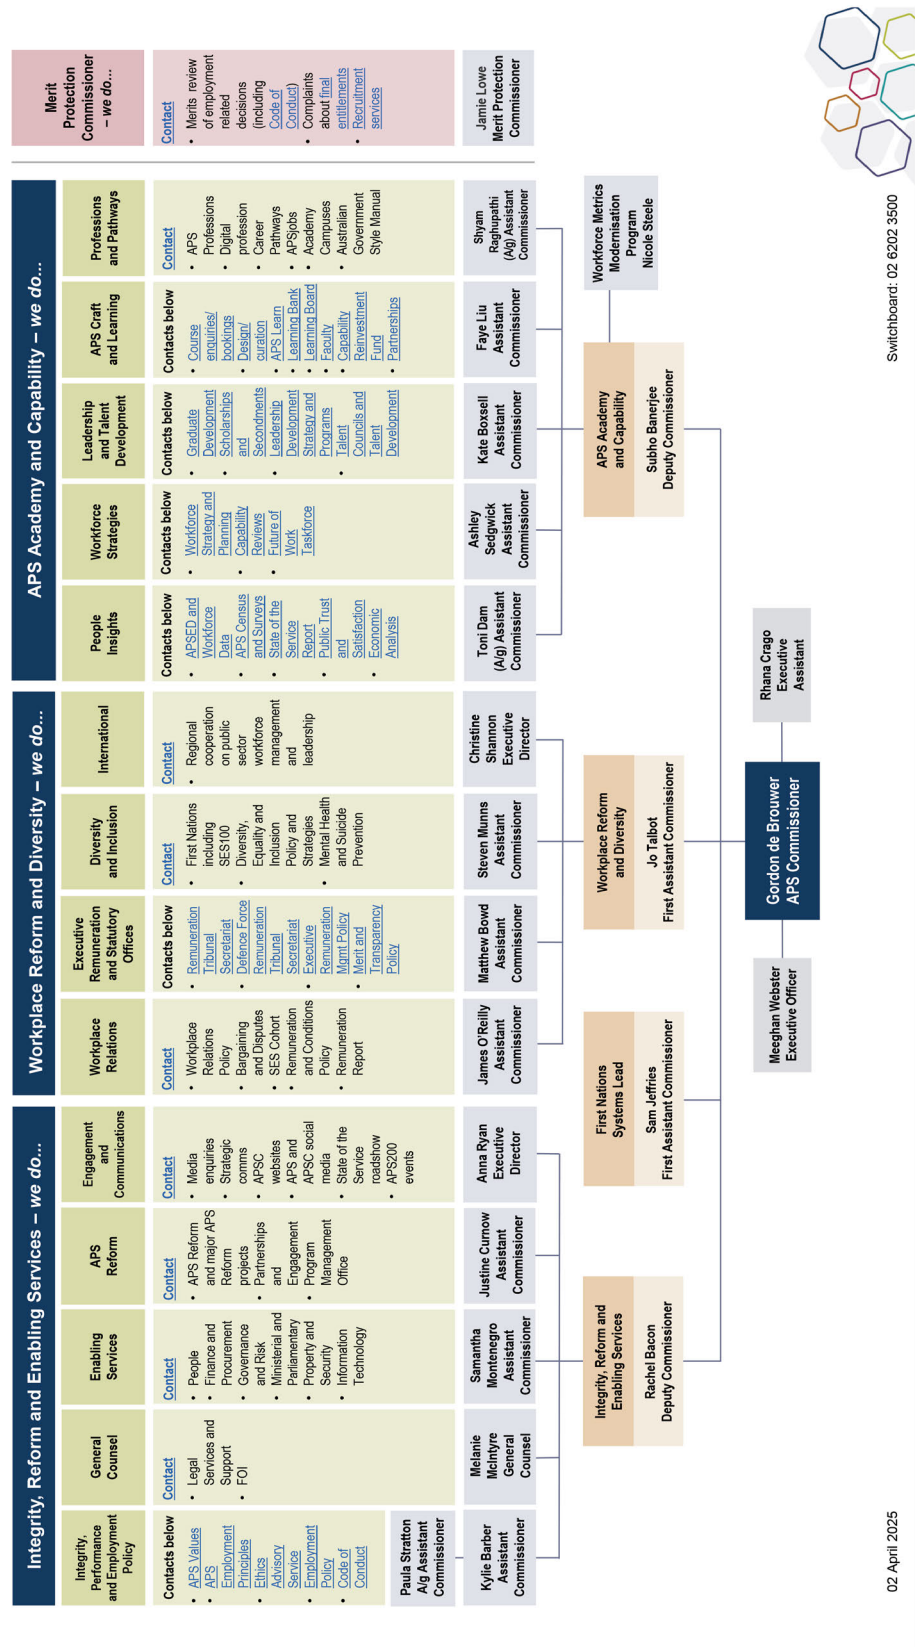 Integrity, Reform and Enabling Services – we do...
Integrity,
Performance
and Employment
Policy
Contacts below
• APS Values
• APS
Employment
Principles
• Ethics
Advisory
Service
• Employment
Policy
• Code of
Conduct
Paula Stratton
A/g Assistant
Commissioner
Kylie Barber
Assistant
Commissioner
General
Counsel
Contact
• Legal
Services and
Support
• FOI
Melanie
McIntyre
General
Counsel
Enabling
Services
Contact
• People
• Finance and
Procurement
• Governance
and Risk
• Ministerial and
Parliamentary
• Property and
Security
• Information
Technology
Samantha
Montenegro
Assistant
Commissioner
APS
Reform
Contact
• APS Reform
and major APS
Reform
projects
• Partnerships
and
Engagement
• Program
Management
Office
Justine Curnow
Assistant
Commissioner
Engagement
and
Communications
Contact
• Media
enquiries
• Strategic
comms
• APSC
websites
• APS and
APSC social
media
• State of the
Service
roadshow
• APS200
events
Anna Ryan
Executive
Director
Workplace Reform and Diversity – we do...
Workplace
Relations
Contact
• Workplace
Relations
Policy
• Bargaining
and Disputes
• SES Cohort
• Remuneration
and Conditions
Policy
• Remuneration
Report
James O'Reilly
Assistant
Commissioner
Executive
Remuneration
and Statutory
Offices
Contacts below
• Remuneration
Tribunal
Secretariat
• Defence Force
Remuneration
Tribunal
Secretariat
• Executive
Remuneration
Mgmt Policy
• Merit and
Transparency
Policy
Matthew Bowd
Assistant
Commissioner
Diversity
and Inclusion
Contact
• First Nations
including
SES100
• Diversity,
Equality and
Inclusion
Policy and
Strategies
• Mental Health
and Suicide
Prevention
Steven Munns
Assistant
Commissioner
International
Contact
• Regional
cooperation
on public
sector
workforce
management
and
leadership
Christine
Shannon
Executive
Director
APS Academy and Capability – we do...
People
Insights
Contacts below
• APSED and
Workforce
Data
• APS Census
and Surveys
• State of the
Service
Report
• Public Trust
and
Satisfaction
• Economic
Analysis
Toni Dam
(A/g) Assistant
Commissioner
Workforce
Strategies
Contacts below
• Workforce
Strategy and
Planning
• Capability
Reviews
• Future of
Work
Taskforce
Ashley
Sedgwick
Assistant
Commissioner
Leadership
and Talent
Development
Contacts below
• Graduate
Development
• Scholarships
and
Secondments
• Leadership
Development
Strategy and
Programs
• Talent
Councils and
Talent
Development
Kate Boxsell
Assistant
Commissioner
APS Craft
and Learning
Contacts below
• Course
enquiries/
bookings
• Design/
curation
• APS Learn
• Learning Bank
• Learning Board
• Faculty
• Capability
Reinvestment
Fund
• Partnerships
Faye Liu
Assistant
Commissioner
Professions
and Pathways
Contact
• APS
Professions
• Digital
profession
• Career
Pathways
• APSjobs
• Academy
Campuses
• Australian
Government
Style Manual
Shyam
Raghupathi
(A/g) Assistant
Commissioner
Merit
Protection
Commissioner
– we do...
Contact
• Merits review
of employment
related
decisions
(including
Code of
Conduct)
• Complaints
about final
entitlements
• Recruitment
services
Jamie Lowe
Merit Protection
Commissioner
Integrity, Reform and
Enabling Services
Rachel Bacon
Deputy Commissioner
First Nations
Systems Lead
Sam Jeffries
First Assistant Commissioner
Workplace Reform
and Diversity
Jo Talbot
First Assistant Commissioner
APS Academy
and Capability
Subho Banerjee
Deputy Commissioner
Workforce Metrics
Modernisation
Program
Nicole Steele
Meeghan Webster
Executive Officer
Gordon de Brouwer
APS Commissioner
Rhana Crago
Executive
Assistant
02 April 2025
Switchboard: 02 6202 3500